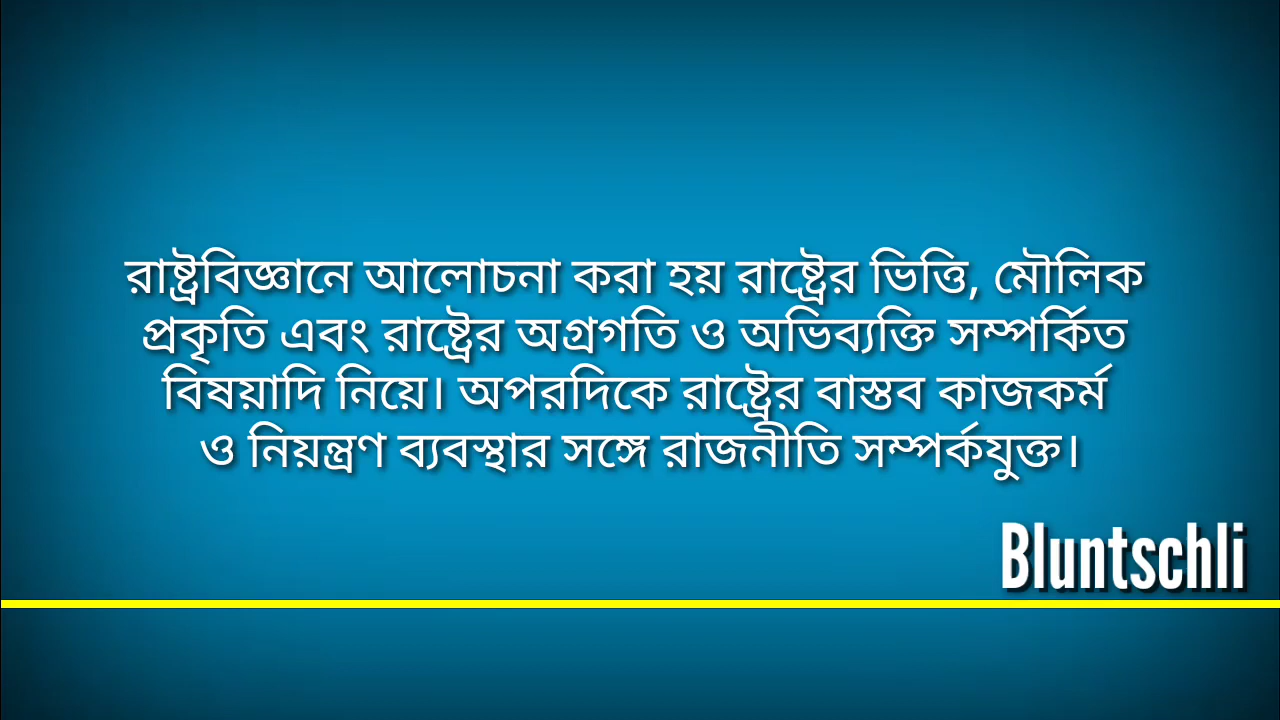 রাষ্ট্রবিজ্ঞানে আলোচনা করা হয় রাষ্ট্রের ভিত্তি, মৌলিক
প্রকৃতি এবং রাষ্ট্রের অগ্রগতি ও অভিব্যক্তি সম্পর্কিত
বিষয়াদি নিয়ে। অপরদিকে রাষ্ট্রের বাস্তব কাজকর্ম
ও নিয়ন্ত্রণ ব্যবস্থার সঙ্গে রাজনীতি সম্পর্কযুক্ত।
Bluntschli